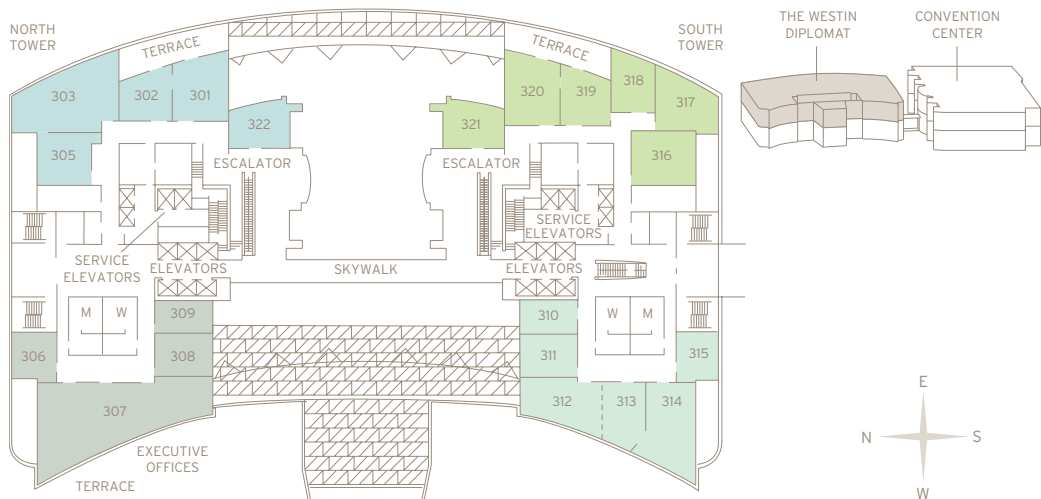 NORTH
TOWER
TERRACE
TERRACE
SOUTH
TOWER
THE WESTIN
DIPLOMAT
CONVENTION
CENTER
303
302
301
322
321
320
319
318
317
305
316
ESCALATOR
ESCALATOR
SERVICE
ELEVATORS
SERVICE
ELEVATORS
ELEVATORS
SKYWALK
ELEVATORS
M
W
W
M
309
310
306
308
311
315
307
312
313
314
EXECUTIVE
OFFICES
TERRACE
E
N
S
W